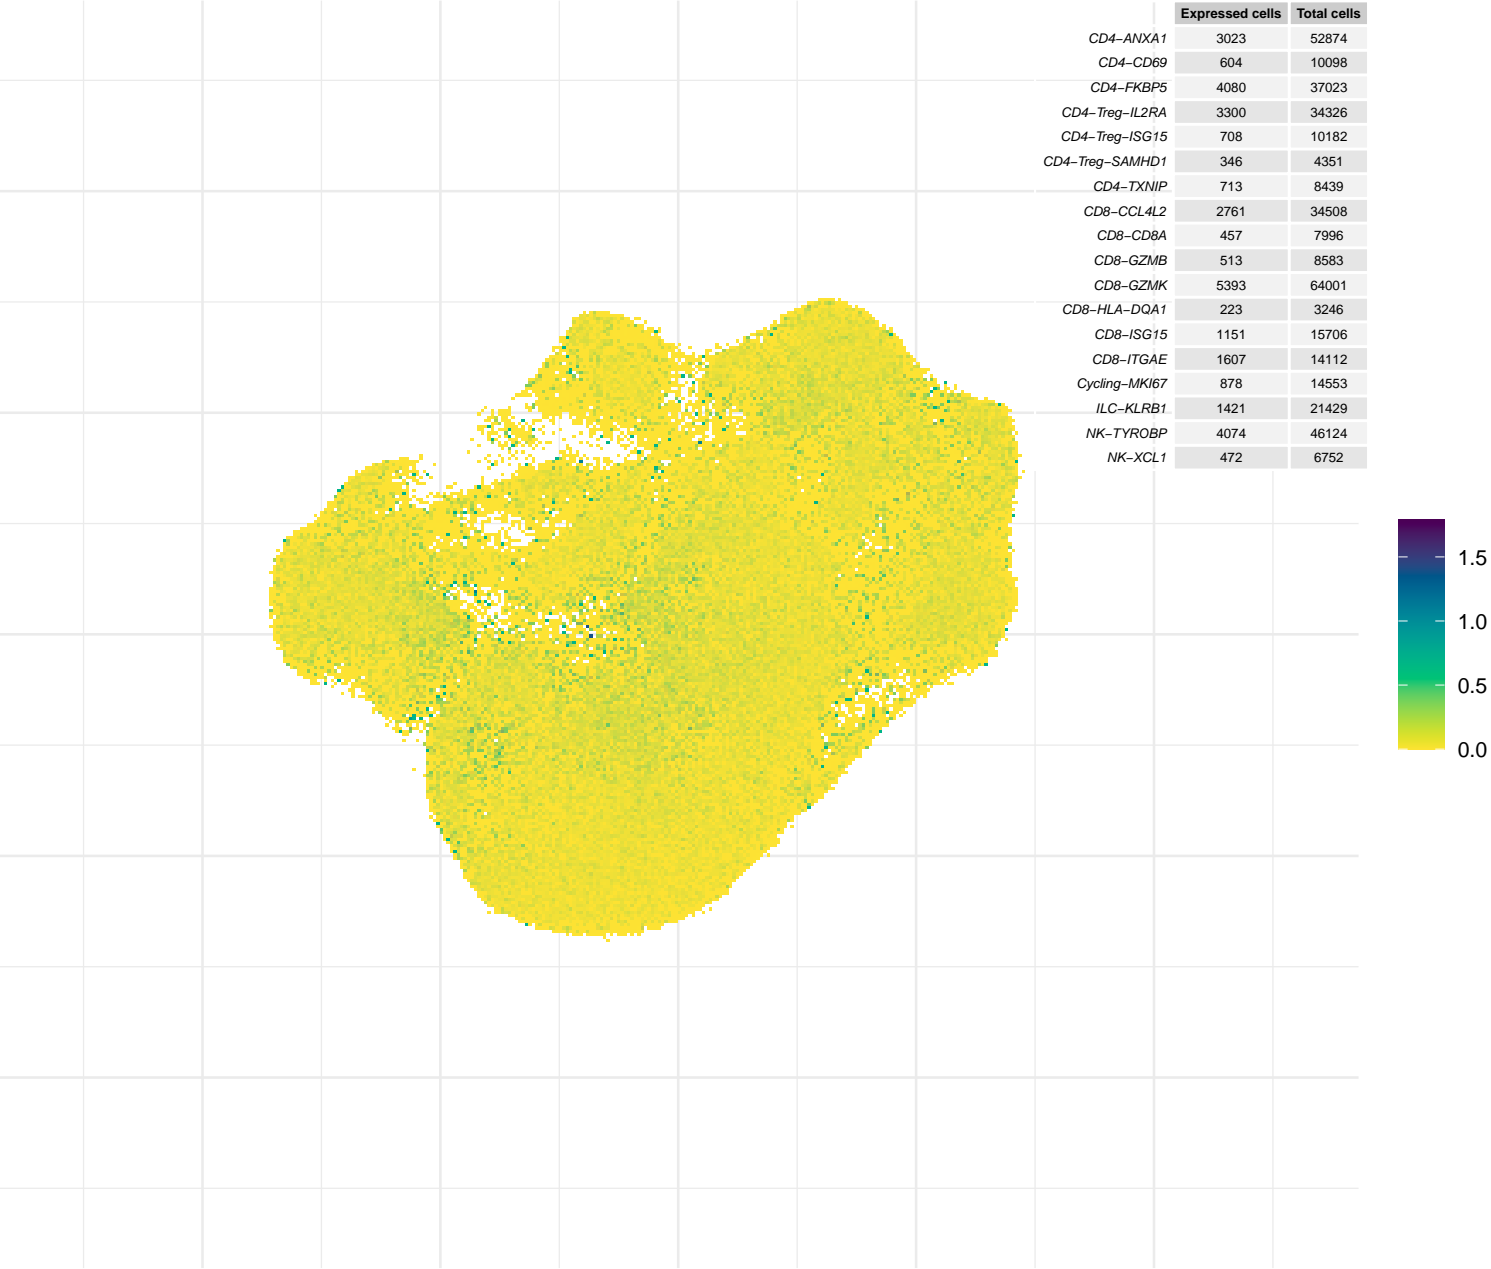 Expressed cells Total cells
CD4−ANXA1 3023 52874
CD4−CD69 604 10098
CD4−FKBP5 4080 37023
CD4−Treg−IL2RA 3300 34326
CD4−Treg−ISG15 708 10182
CD4−Treg−SAMHD1 346 4351
CD4−TXNIP 713 8439
CD8−CCL4L2 2761 34508
CD8−CD8A 457 7996
CD8−GZMB 513 8583
CD8−GZMK 5393 64001
CD8−HLA−DQA1 223 3246
CD8−ISG15 1151 15706
CD8−ITGAE 1607 14112
Cycling−MKI67 878 14553
ILC−KLRB1 1421 21429
NK−TYROBP 4074 46124
NK−XCL1 472 6752
1.5
1.0
0.5
0.0